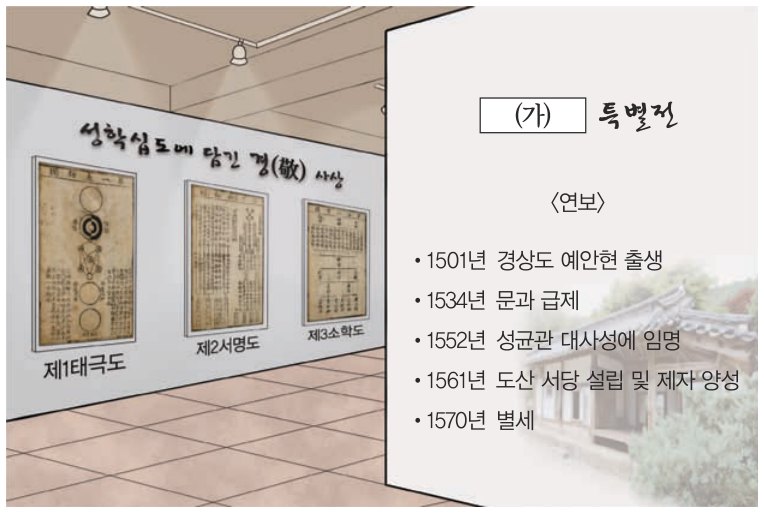 성학십도에 담긴 경(敬) 사상
제1태극도
제2서명도
제3소학도
(가) 특별전
〈연보〉
• 1501년 경상도 예안현 출생
• 1534년 문과 급제
• 1552년 성균관 대사성에 임명
• 1561년 도산 서당 설립 및 제자 양성
• 1570년 별세